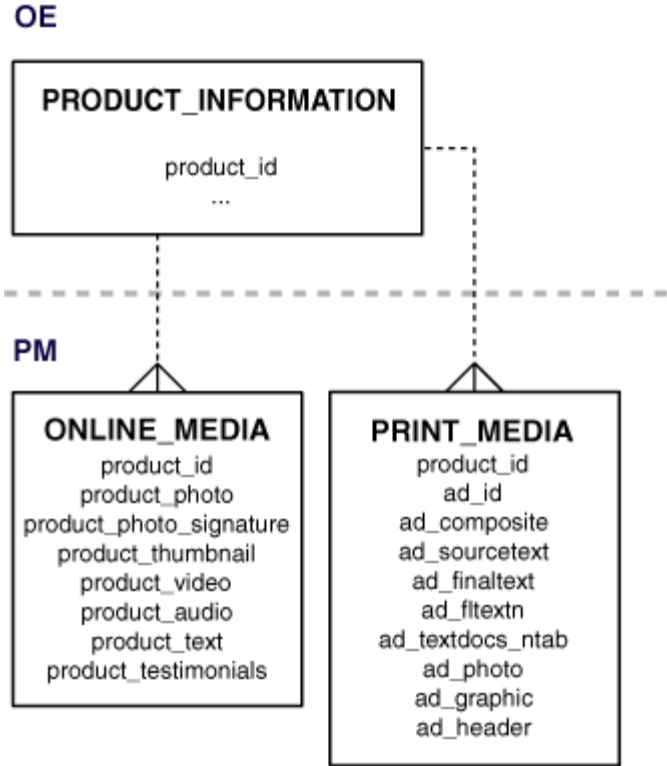 OE
PRODUCT_INFORMATION
product_id
...
PM
ONLINE_MEDIA
product_id
product_photo
product_photo_signature
product_thumbnail
product_video
product_audio
product_text
product_testimonials
PRINT_MEDIA
product_id
ad_id
ad_composite
ad_sourcetext
ad_finaltext
ad_fltextn
ad_textdocs_ntab
ad_photo
ad_graphic
ad_header